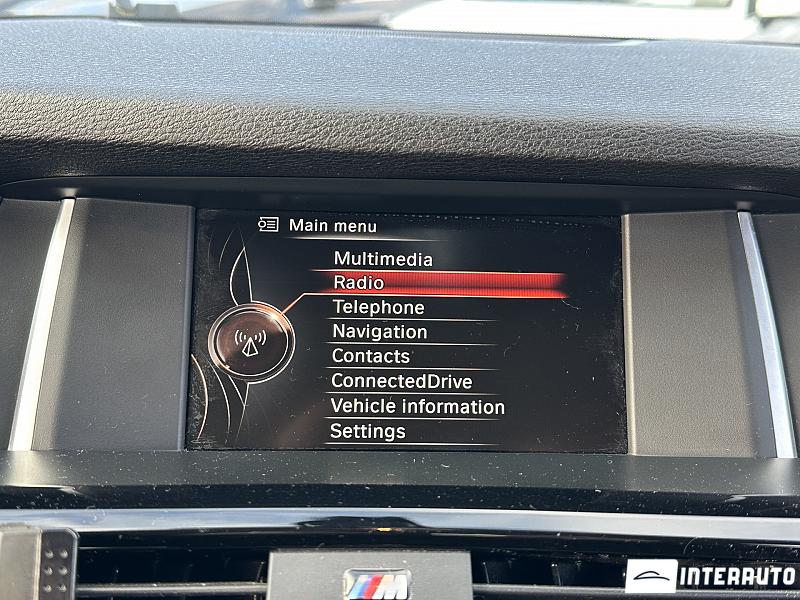 Main menu
Multimedia
Radio
Telephone
Navigation
Contacts
ConnectedDrive
Vehicle information
Settings
M
INTERAUTO